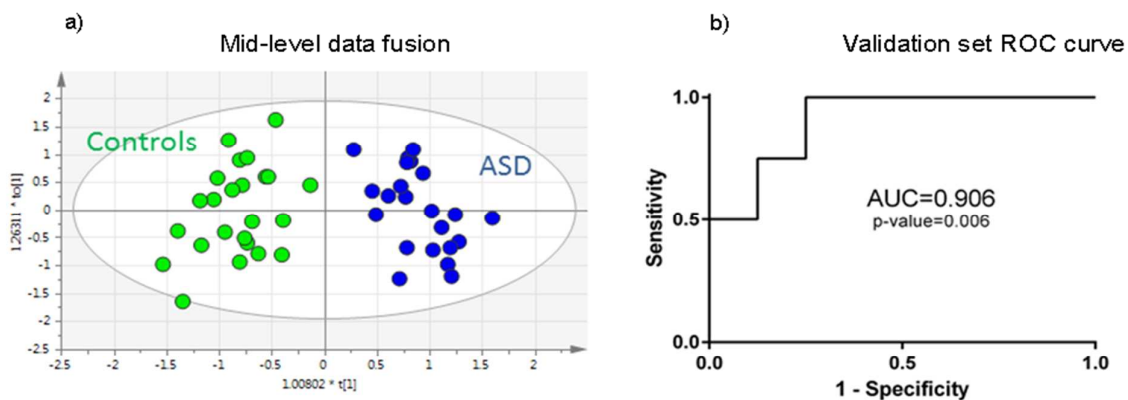 a)
Mid-level data fusion
2
1.5
1
0.5
0
-0.5
-1
-1.5
-2
-2.5
1.26311 * to[1]
Controls
ASD
-2.5 -2 -1.5 -1 -0.5 0 0.5 1 1.5 2
1.00802 * t[1]
b)
Validation set ROC curve
1.0
0.5
0.0
Sensitivity
AUC=0.906
p-value=0.006
0.0 0.5 1.0
1 - Specificity